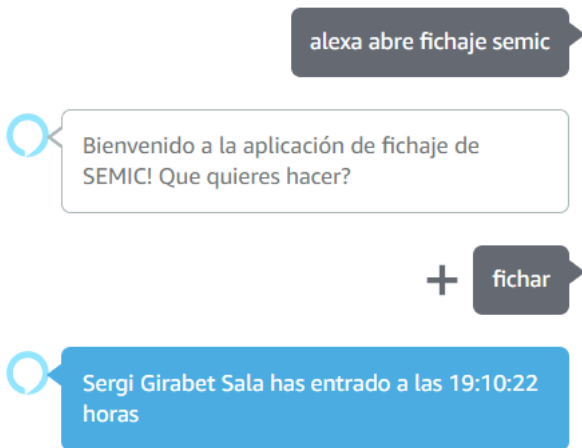 alexa abre fichaje semic
Bienvenido a la aplicación de fichaje de
SEMIC! Que quieres hacer?
fichar
Sergi Girabet Sala has entrado a las 19:10:22
horas